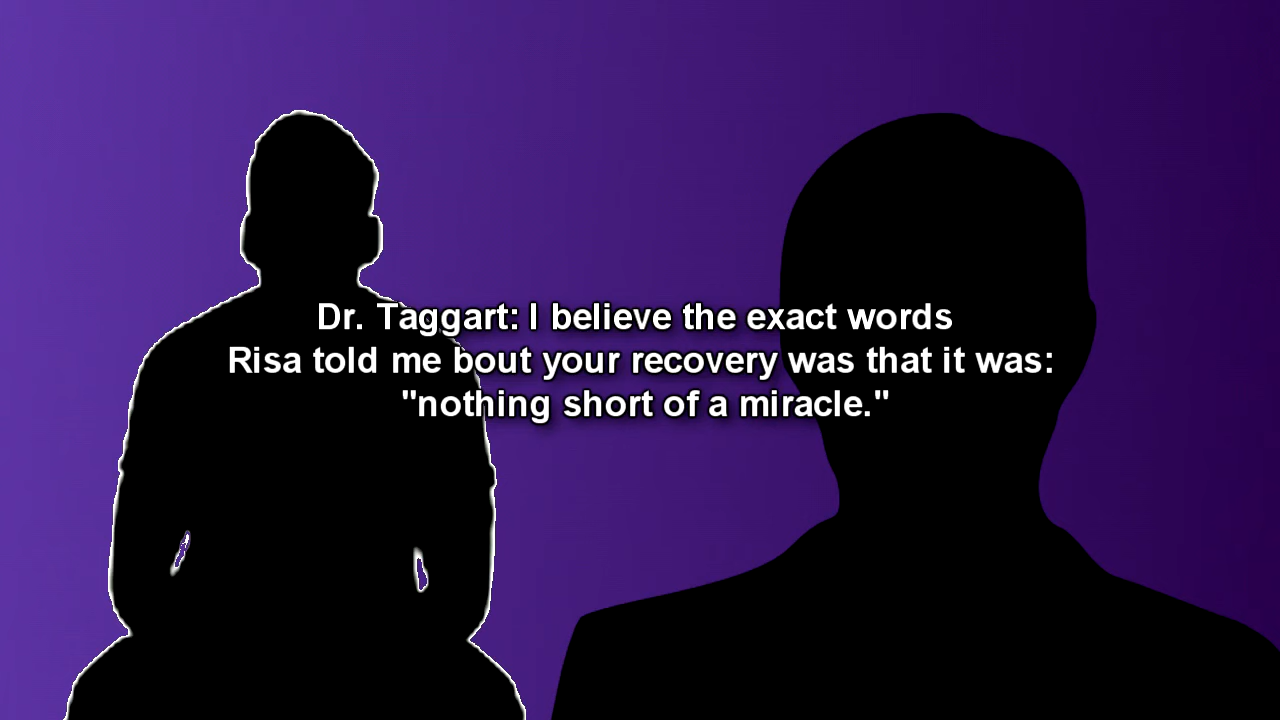 Dr. Taggart: I believe the exact words
Risa told me bout your recovery was that it was:
"nothing short of a miracle."